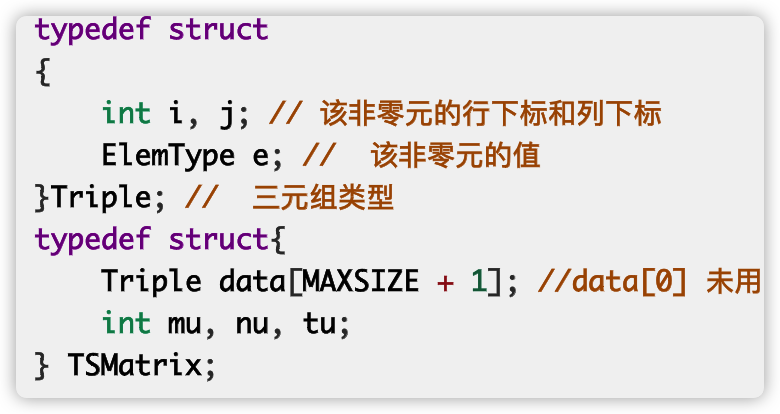 typedef struct
{
    int i, j; // 该非零元的行下标和列下标
    ElemType e; //  该非零元的值
}Triple; //  三元组类型
typedef struct{
    Triple data[MAXSIZE + 1]; //data[0] 未用
    int mu, nu, tu;
} TSMatrix;